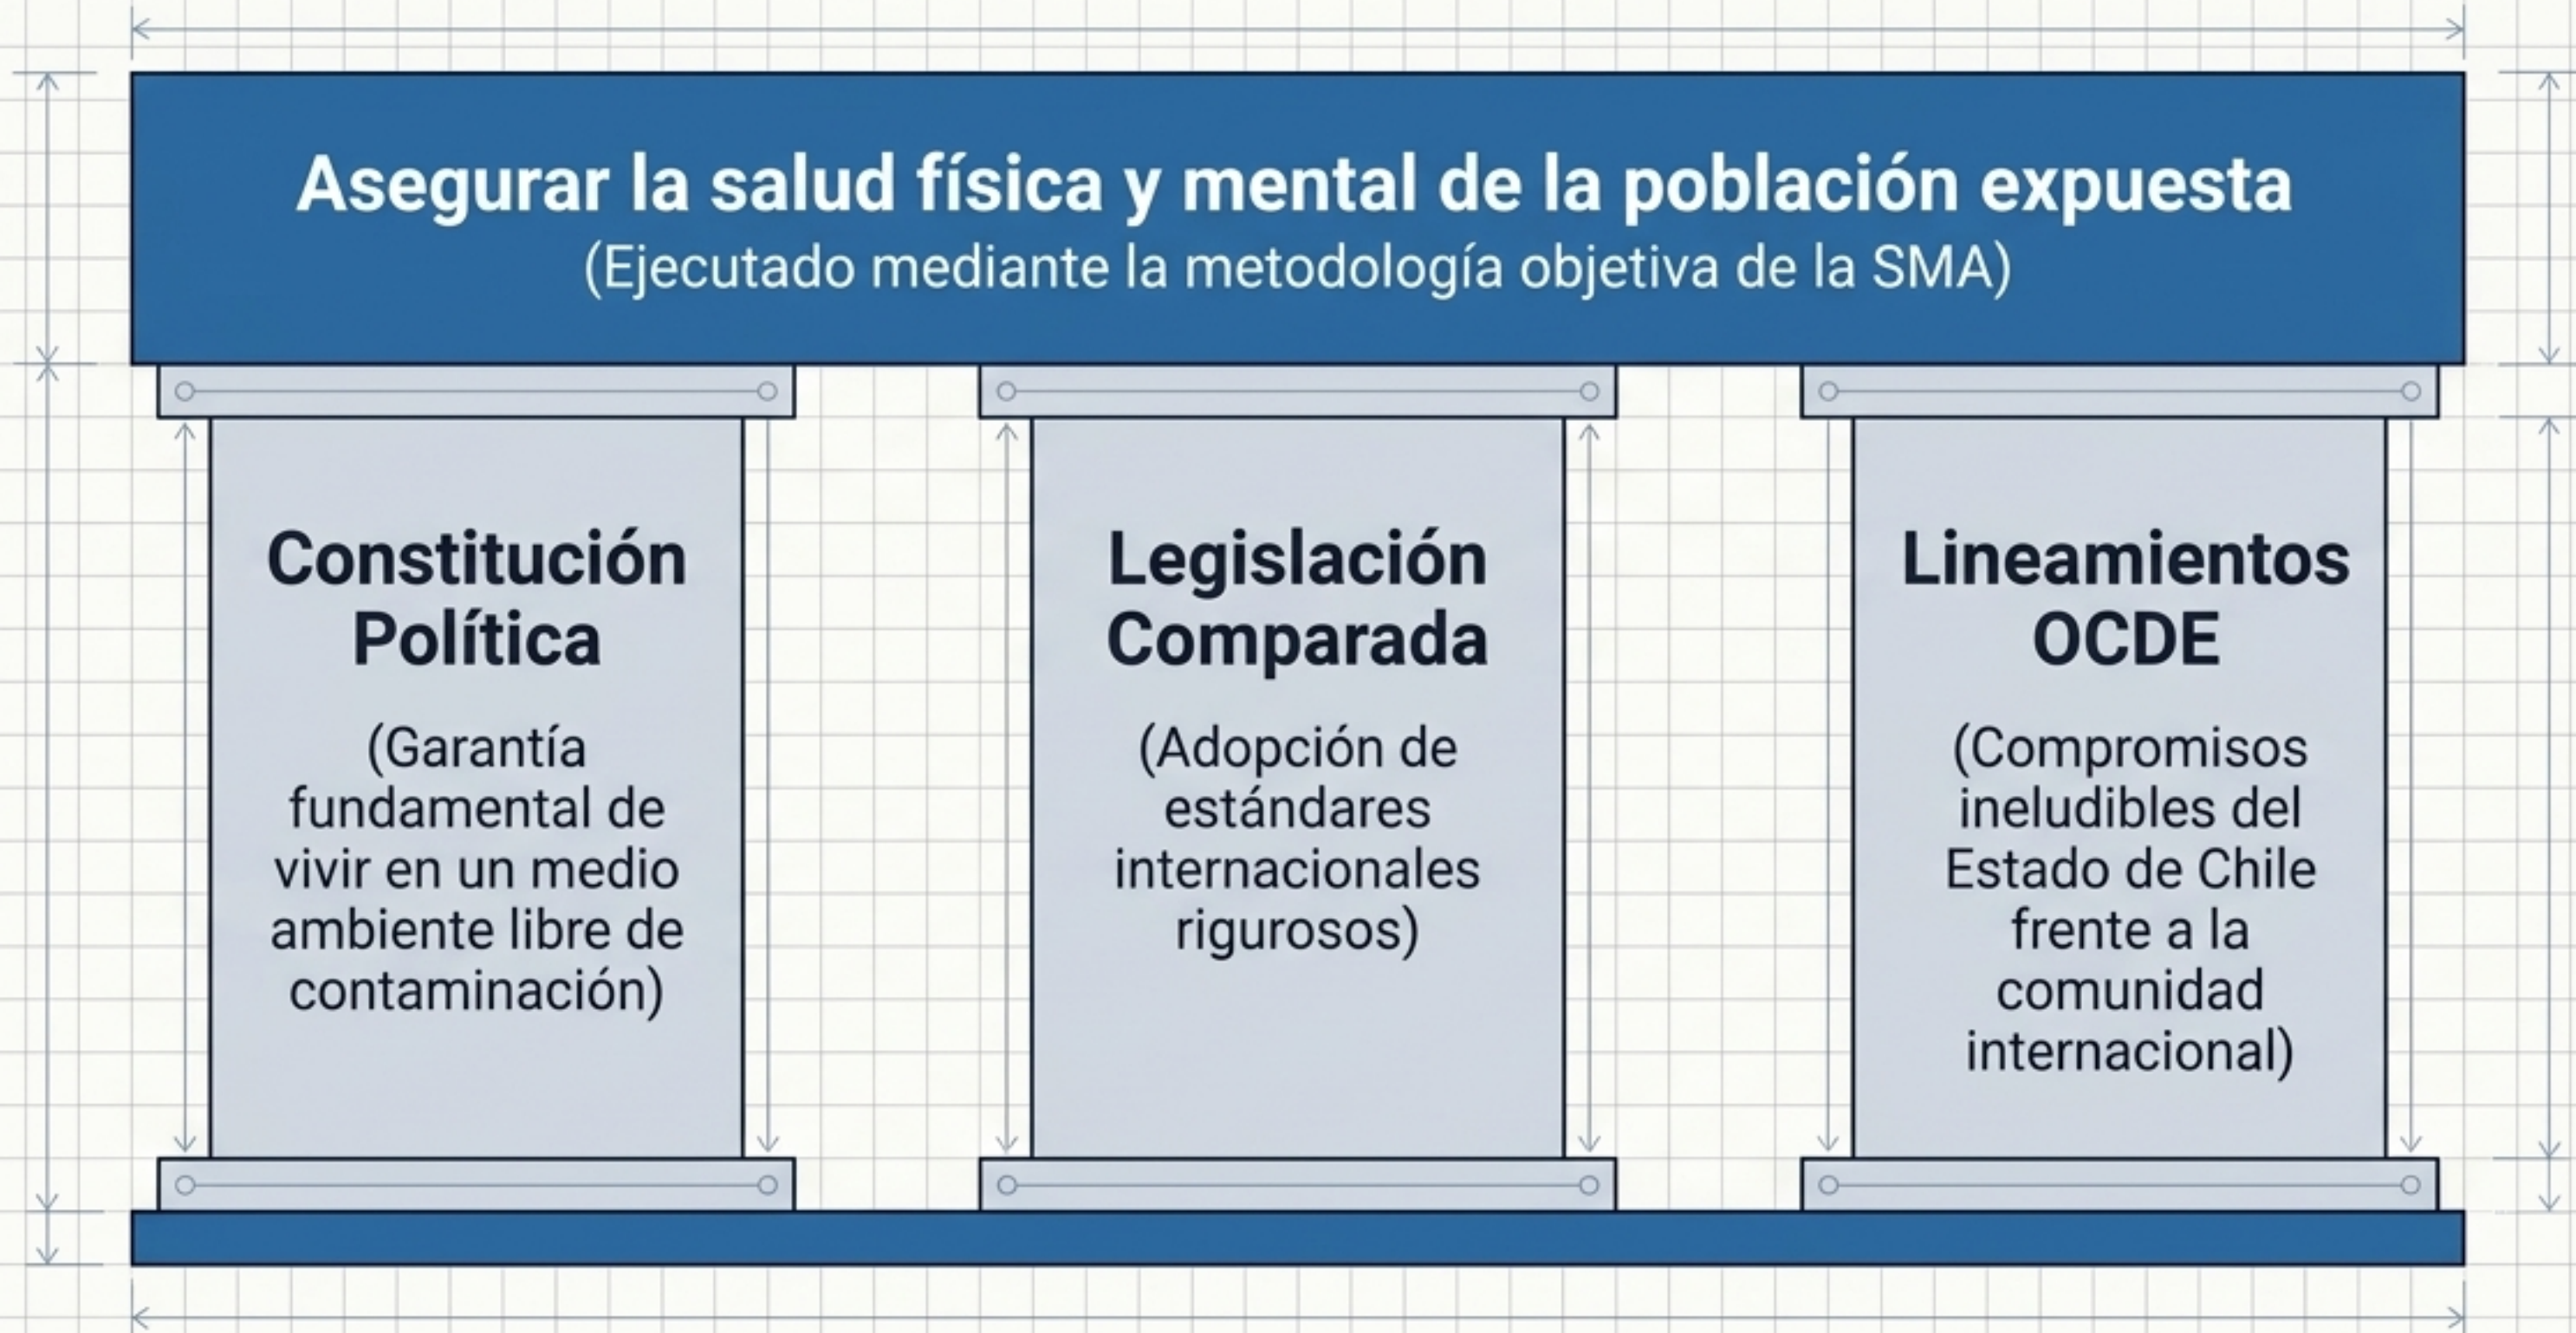 Asegurar la salud física y mental de la población expuesta
(Ejecutado mediante la metodología objetiva de la SMA)
Constitución
Política
(Garantía
fundamental de
vivir en un medio
ambiente libre de
contaminación)
Legislación
Comparada
(Adopción de
estándares
internacionales
rigurosos)
Lineamientos
OCDE
(Compromisos
ineludibles del
Estado de Chile
frente a la
comunidad
internacional)